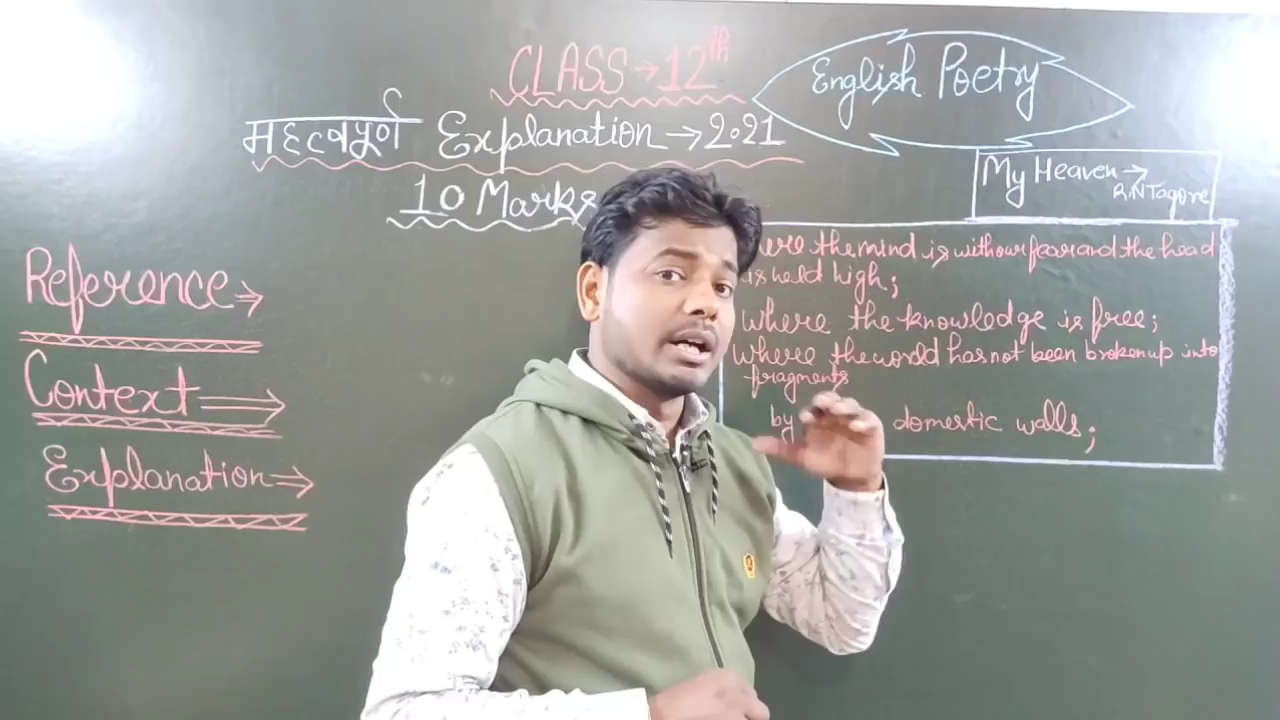 CLASS → 12th
English Poetry
महत्वपूर्ण Explanation → 2021
My Heaven →
R.N Tagore
10 Marks
Reference ⇒
Context ⇒
Explanation ⇒
the mind is without fear and the head
is held high;
Where the knowledge is free;
Where the world has not been broken up into
fragments
by domestic walls;